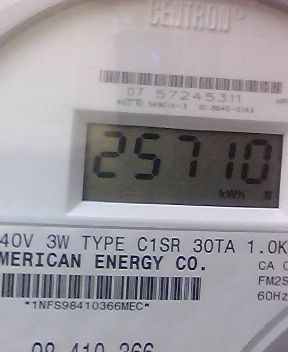 CENTRON®
07 57245311
25710
kWh
40V 3W TYPE C1SR 30TA 1.0K
MERICAN ENERGY CO.
CA 0
FM2S
60Hz
*1NFS98410366MEC*
98 410 366